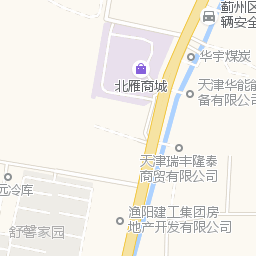 蓟州区
辆安全
华宇煤炭
北雁商城
天津华能能
备有限公司
天津瑞丰隆泰
商贸有限公司
元冷库
渔阳建工集团房
地产开发有限公司
舒馨家园